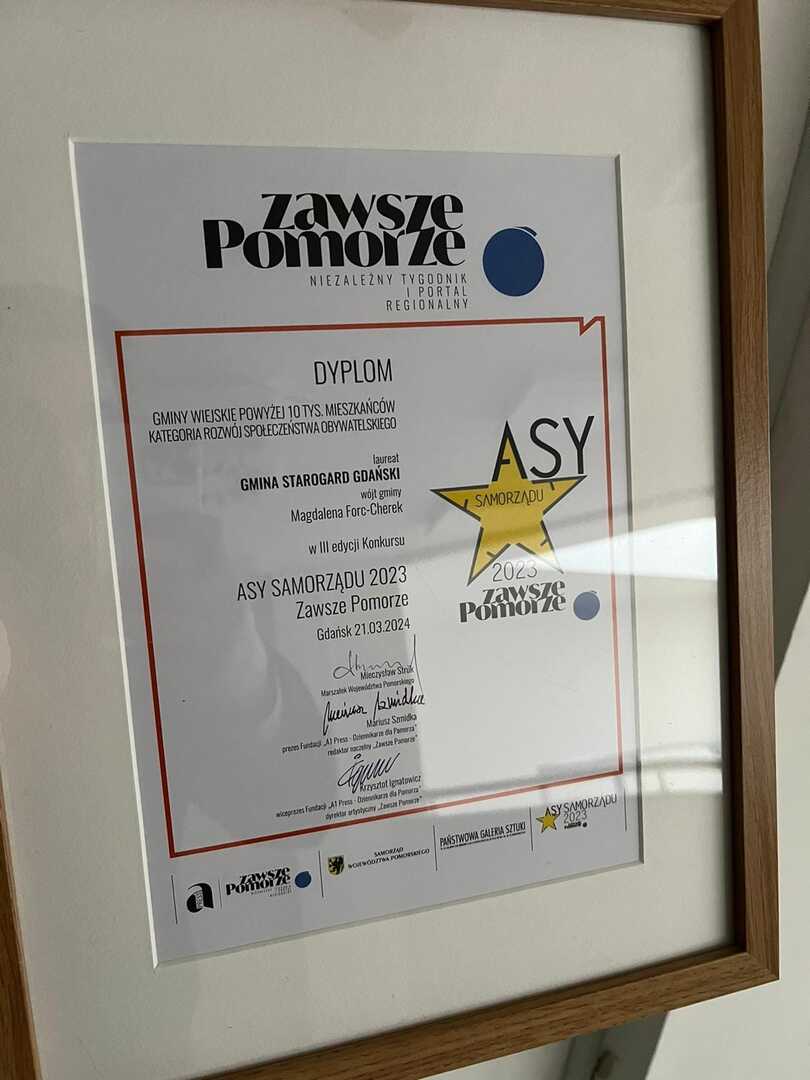 zawsze
Pomorze
NIEZALEŻNY TYGODNIK
I PORTAL
REGIONALNY
DYPLOM
GMINY WIEJSKIE POWYŻEJ 10 TYS. MIESZKAŃCÓW
KATEGORIA ROZWÓJ SPOŁECZEŃSTWA OBYWATELSKIEGO
laureat
GMINA STAROGARD GDAŃSKI
wójt gminy
Magdalena Forc-Cherek
w III edycji Konkursu
ASY SAMORZĄDU 2023
Zawsze Pomorze
Gdańsk 21.03.2024
ASY
SAMORZĄDU
2023
zawsze
Pomorze
Mieczysław Struk
Marszałek Województwa Pomorskiego
Mariusz Szmidka
prezes Fundacji „A1 Press - Dziennikarze dla Pomorza"
redaktor naczelny „Zawsze Pomorze"
Krzysztof Ignatowicz
wiceprezes Fundacji „A1 Press - Dziennikarze dla Pomorza"
dyrektor artystyczny „Zawsze Pomorze"
zawsze
Pomorze
SAMORZĄD
WOJEWÓDZTWA POMORSKIEGO
PAŃSTWOWA GALERIA SZTUKI
ASY SAMORZĄDU
2023